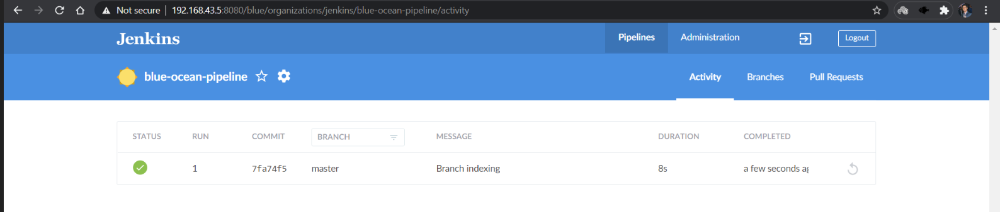 Not secure | 192.168.43.5:8080/blue/organizations/jenkins/blue-ocean-pipeline/activity
Jenkins Pipelines Administration Logout
blue-ocean-pipeline Activity Branches Pull Requests
STATUS RUN COMMIT BRANCH MESSAGE DURATION COMPLETED
1 7fa74f5 master Branch indexing 8s a few seconds ag